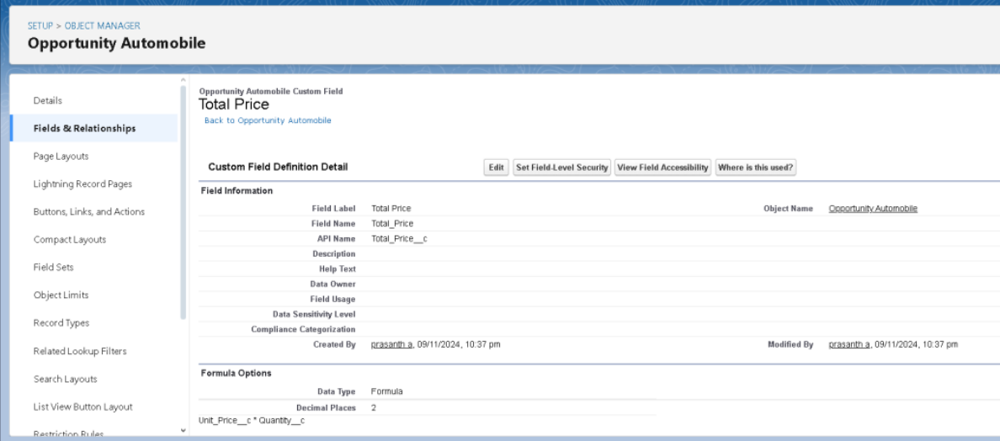 SETUP > OBJECT MANAGER
Opportunity Automobile
Details
Fields & Relationships
Page Layouts
Lightning Record Pages
Buttons, Links, and Actions
Compact Layouts
Field Sets
Object Limits
Record Types
Related Lookup Filters
Search Layouts
List View Button Layout
Restriction Rules
Opportunity Automobile Custom Field
Total Price
Back to Opportunity Automobile
Custom Field Definition Detail Edit Set Field-Level Security View Field Accessibility Where is this used?
Field Information
Field Label Total Price Object Name Opportunity Automobile
Field Name Total_Price
API Name Total_Price__c
Description
Help Text
Data Owner
Field Usage
Data Sensitivity Level
Compliance Categorization
Created By prasanth a, 09/11/2024, 10:37 pm Modified By prasanth a, 09/11/2024, 10:37 pm
Formula Options
Data Type Formula
Decimal Places 2
Unit_Price__c * Quantity__c